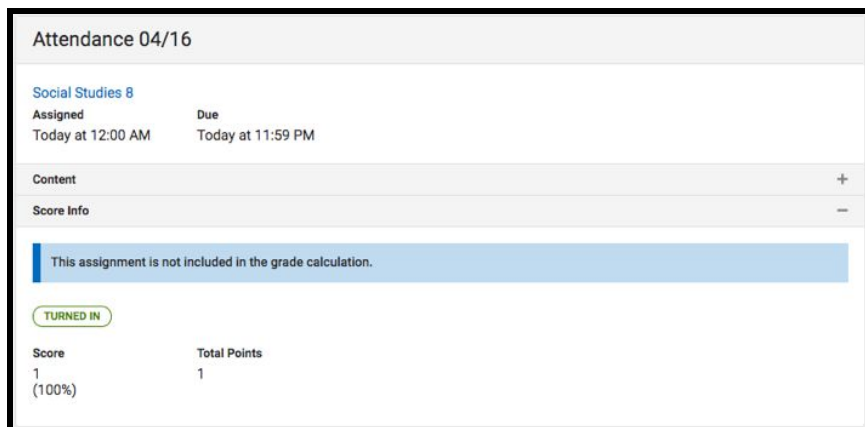 Attendance 04/16
Social Studies 8
Assigned Due
Today at 12:00 AM Today at 11:59 PM
Content +
Score Info −
This assignment is not included in the grade calculation.
TURNED IN
Score Total Points
1 1
(100%)